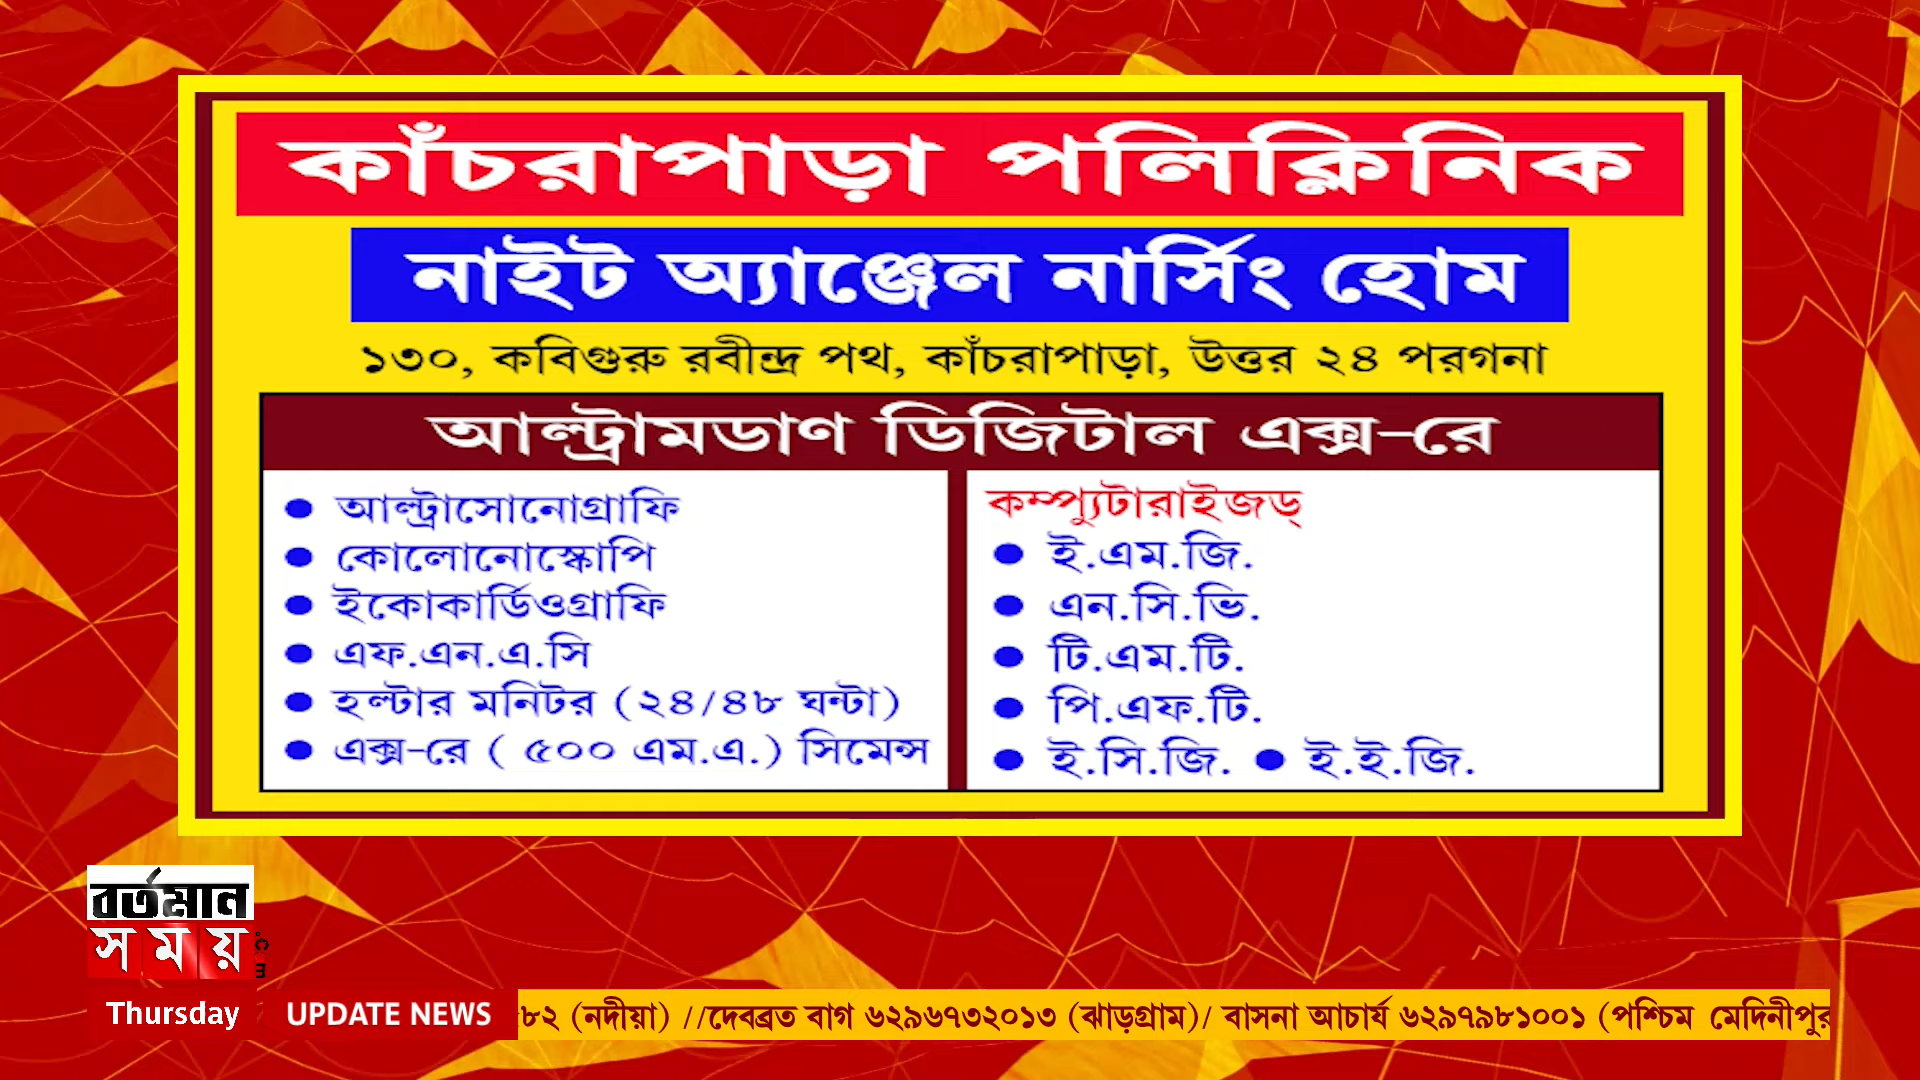 কাঁচরাপাড়া পলিক্লিনিক
নাইট অ্যাঞ্জেল নার্সিং হোম
১৩০, কবিগুরু রবীন্দ্র পথ, কাঁচরাপাড়া, উত্তর ২৪ পরগনা
আল্ট্রামডাণ ডিজিটাল এক্স-রে
● আল্ট্রাসোনোগ্রাফি
● কোলোনোস্কোপি
● ইকোকার্ডিওগ্রাফি
● এফ.এন.এ.সি
● হল্টার মনিটর (২৪/৪৮ ঘন্টা)
● এক্স-রে ( ৫০০ এম.এ.) সিমেন্স
কম্প্যুটারাইজড্
● ই.এম.জি.
● এন.সি.ভি.
● টি.এম.টি.
● পি.এফ.টি.
● ই.সি.জি. ● ই.ই.জি.
বর্তমান
সময়
Thursday
UPDATE NEWS
৮২ (নদীয়া) //দেবব্রত বাগ ৬২৯৬৭৩২০১৩ (ঝাড়গ্রাম)/ বাসনা আচার্য ৬২৯৭৯৮১০০১ (পশ্চিম মেদিনীপুর